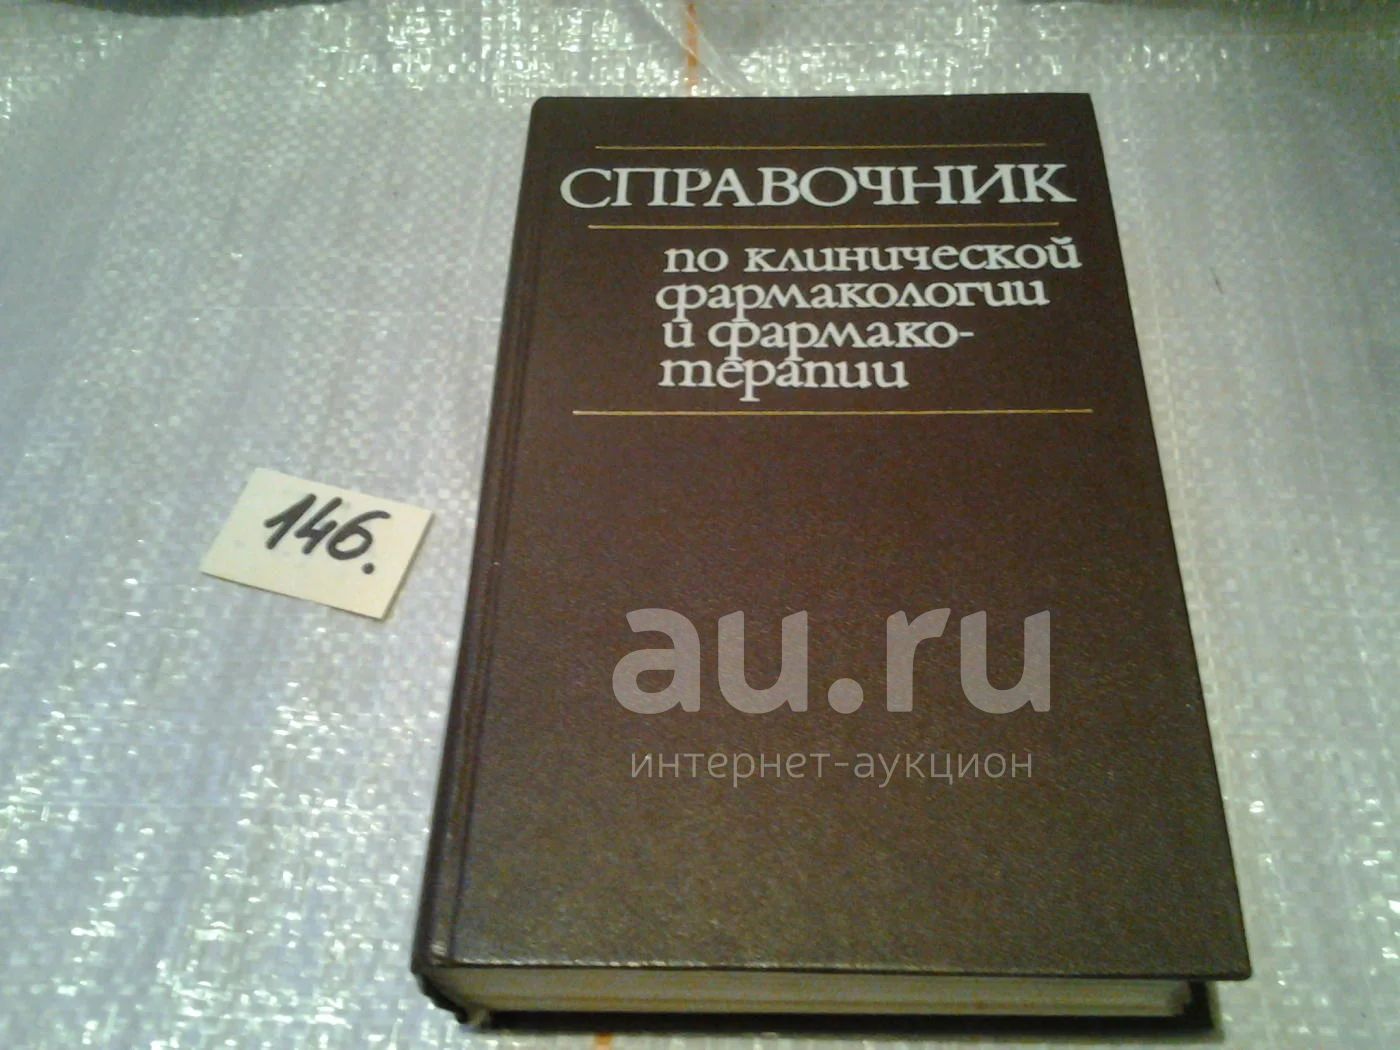 СПРАВОЧНИК
по клинической
фармакологии
и фармако-
терапии
146.
au.ru
интернет-аукцион